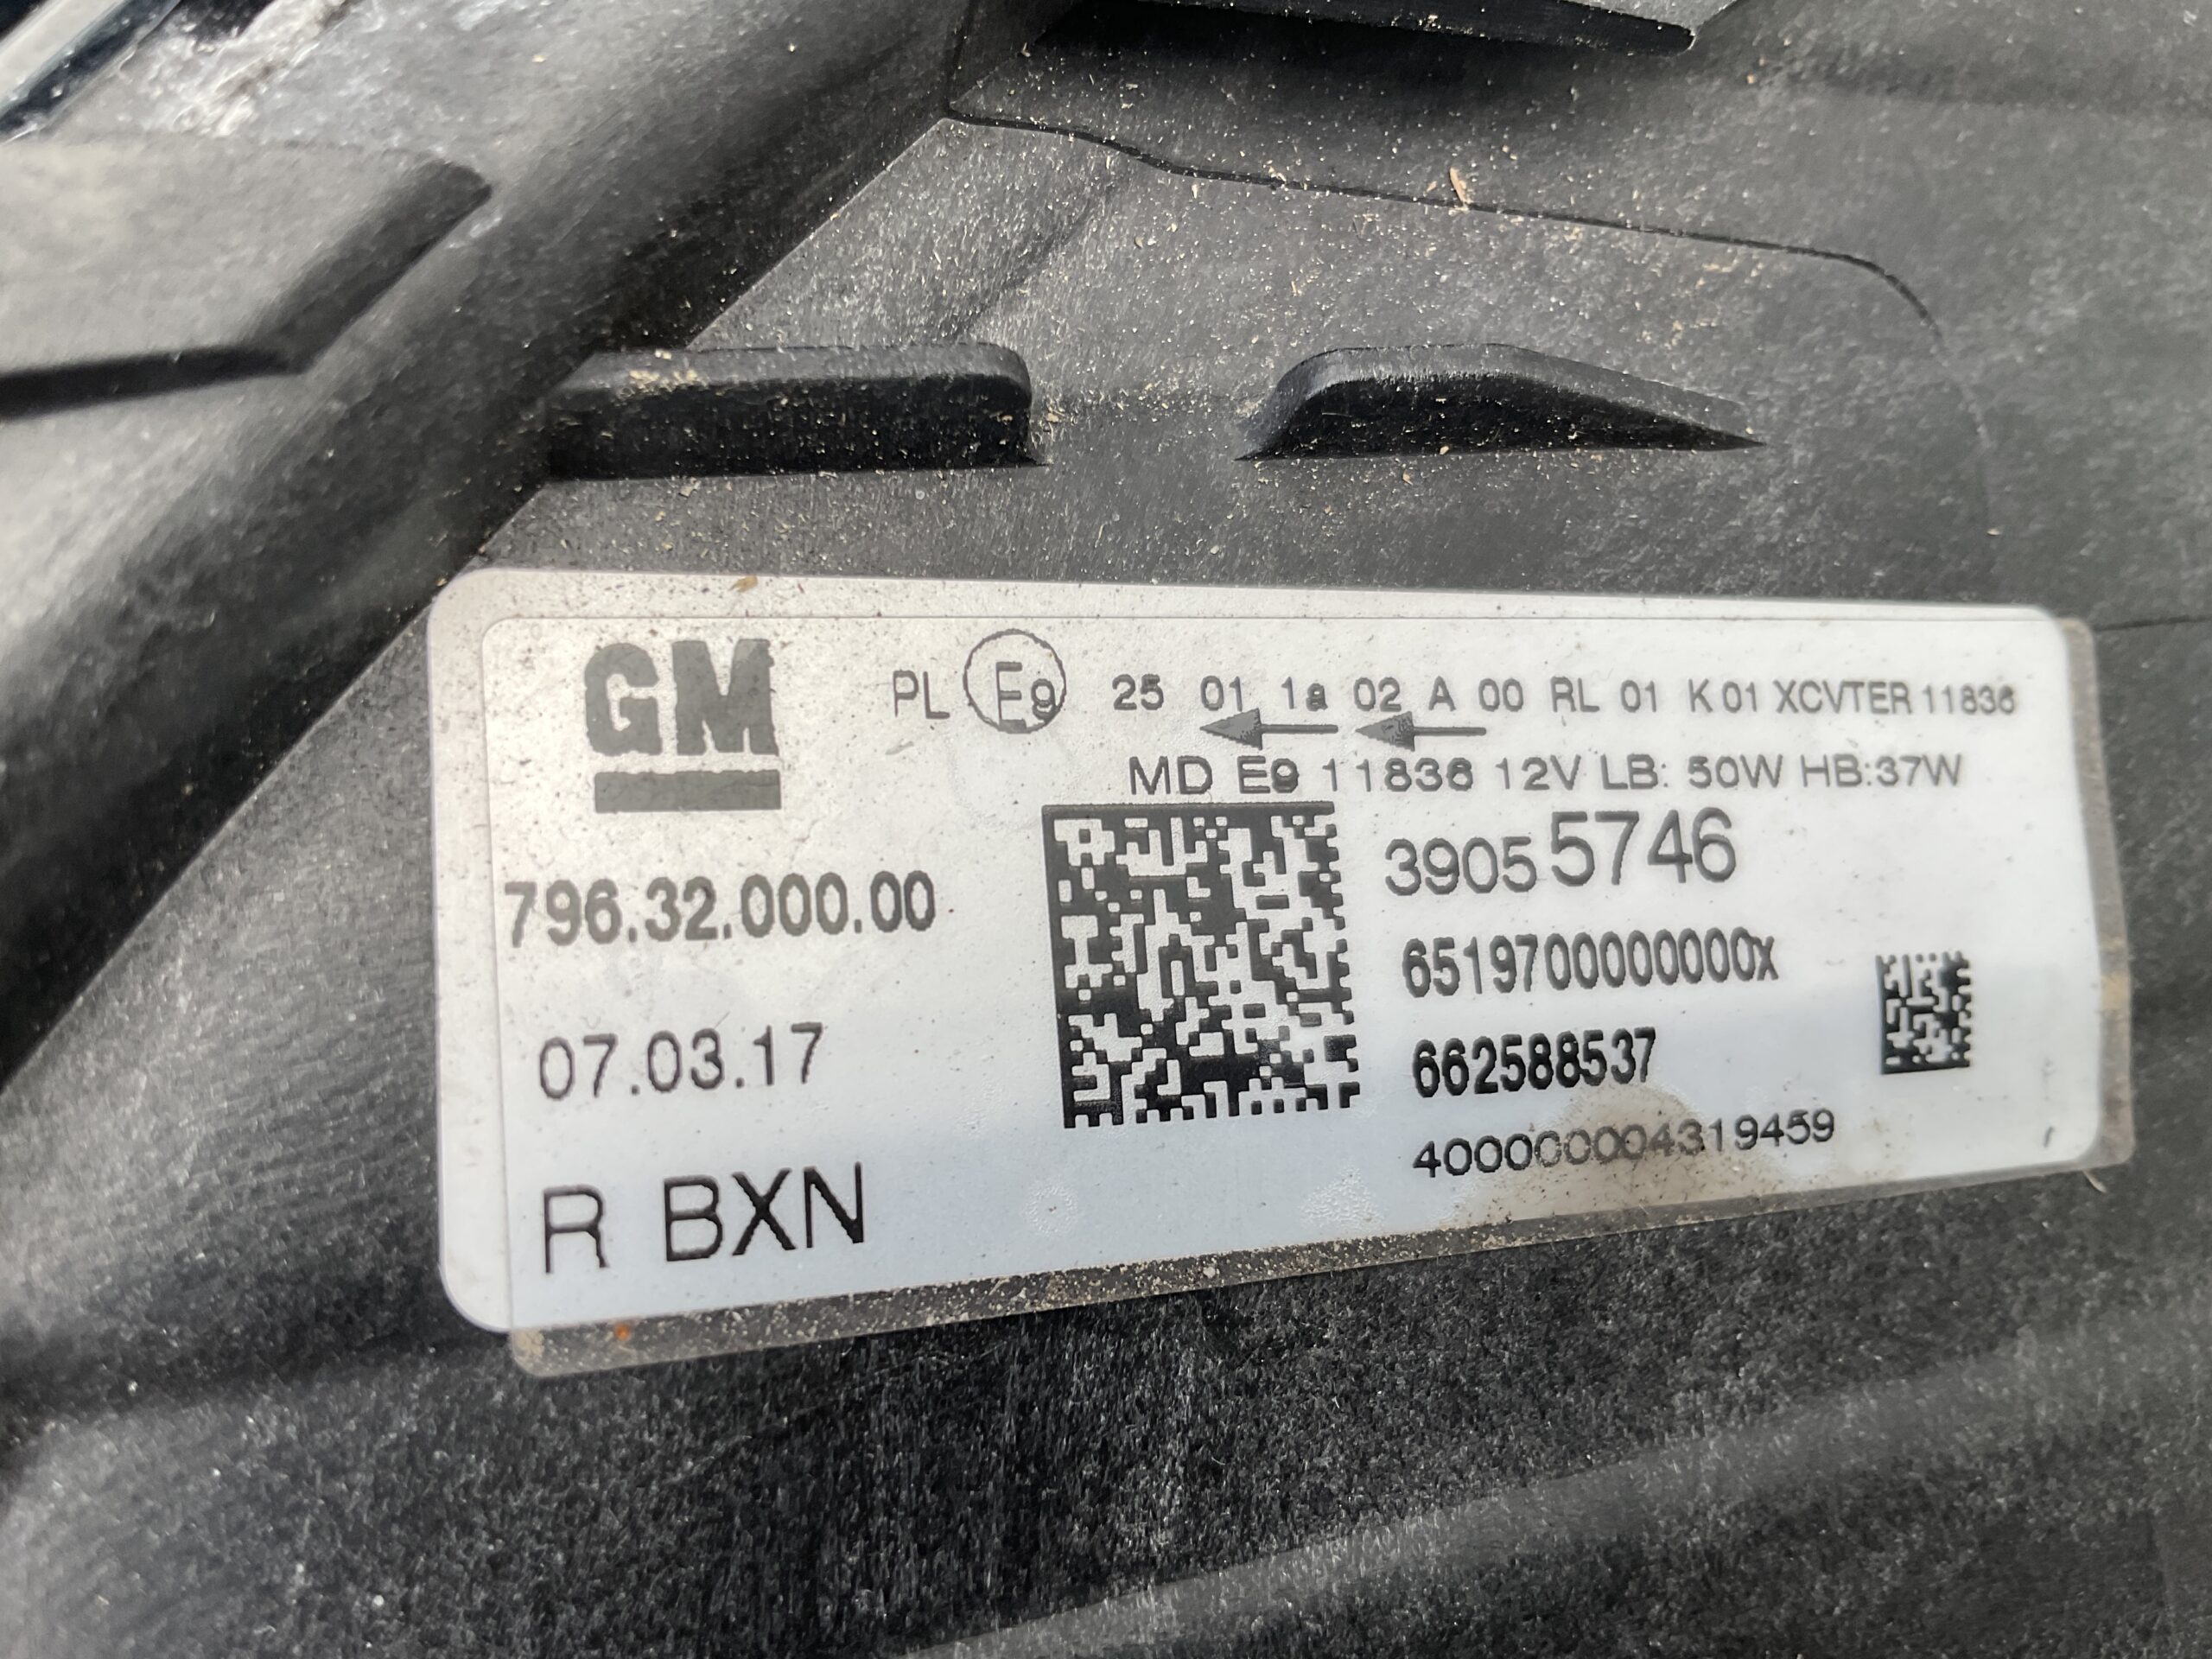 GM
PL E9 25 01 1a 02 A 00 RL 01 K 01 XCVTER 11836
MD E9 11836 12V LB: 50W HB:37W
39055746
796.32.000.00
6519700000000x
07.03.17
662588537
400000004319459
R BXN